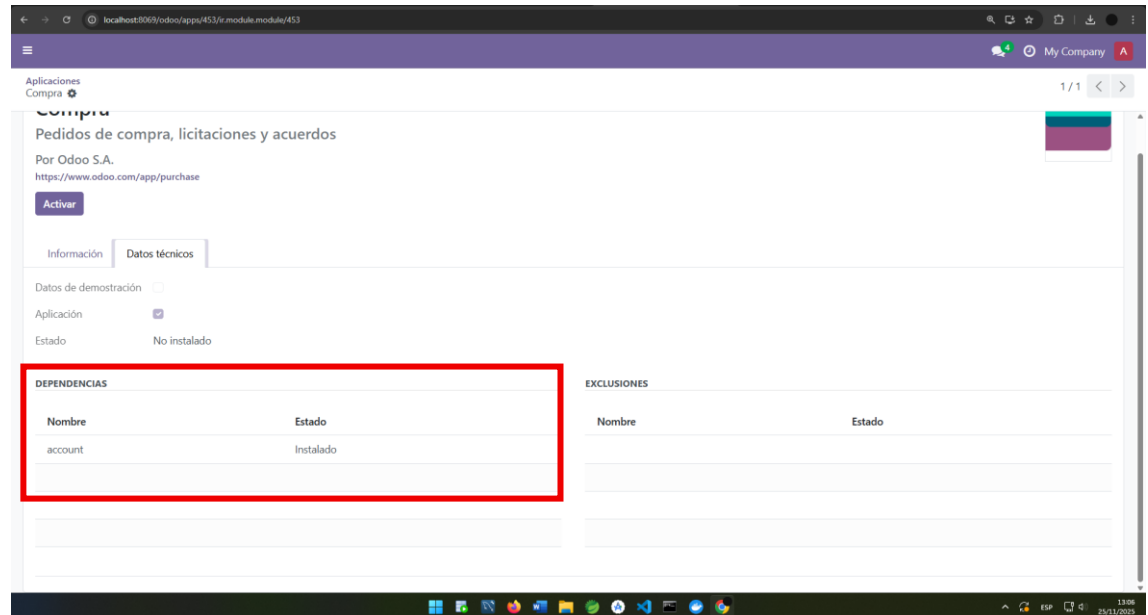 localhost:8069/odoo/apps/453/ir.module.module/453
4 My Company A
Aplicaciones
Compra
1 / 1
Compra
Pedidos de compra, licitaciones y acuerdos
Por Odoo S.A.
https://www.odoo.com/app/purchase
Activar
Información Datos técnicos
Datos de demostración
Aplicación
Estado No instalado
DEPENDENCIAS EXCLUSIONES
Nombre Estado Nombre Estado
account Instalado
ESP 13:06
25/11/2025